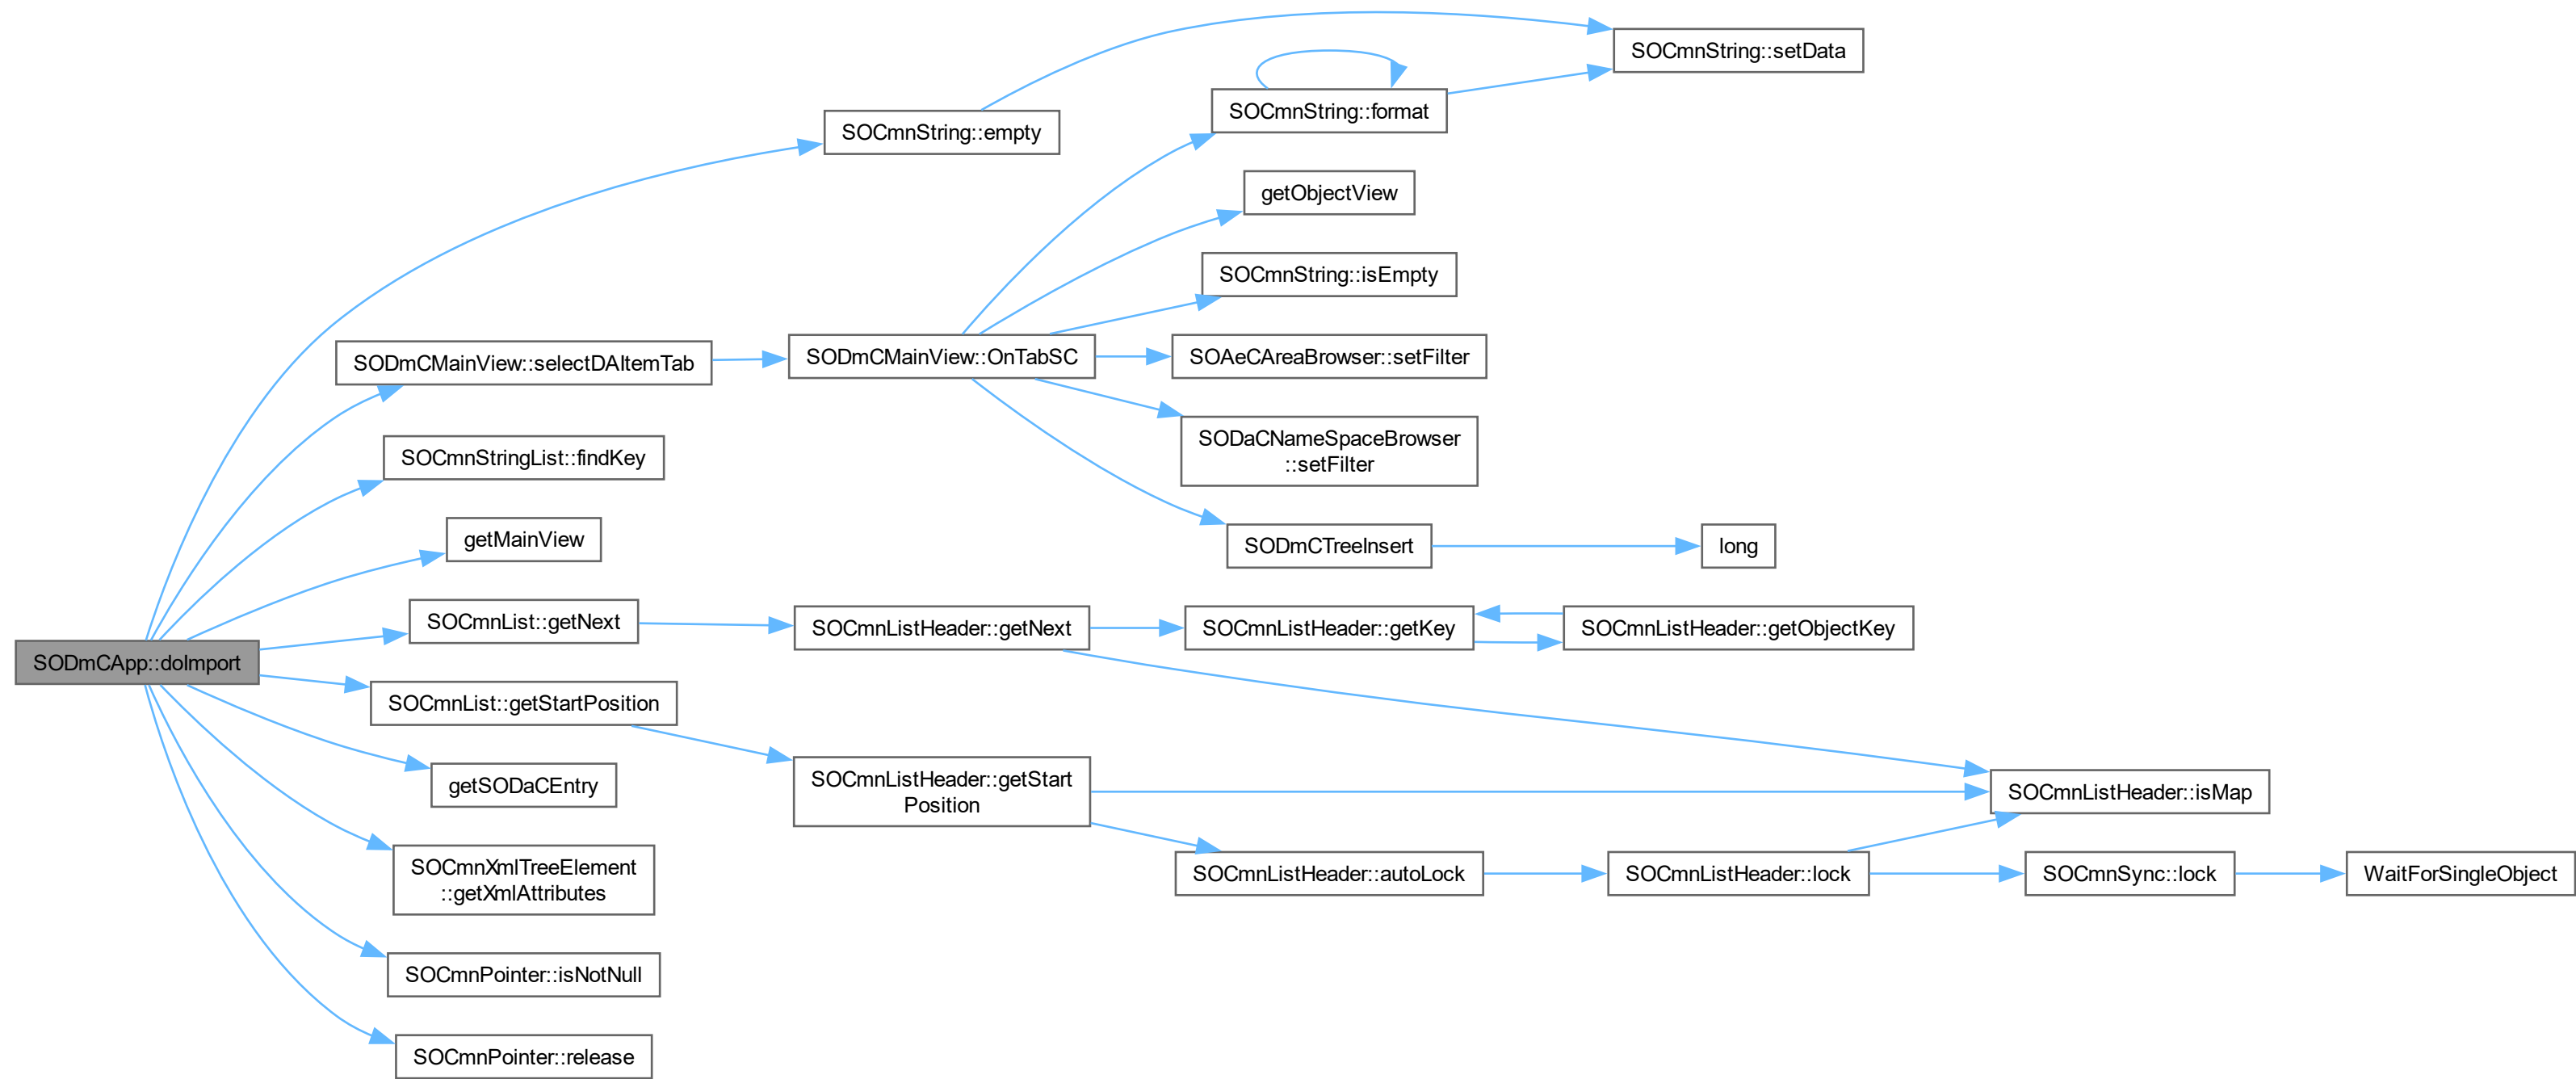 SODmCApp::doImport
SOCmnString::empty
SOCmnString::setData
SODmCMainView::selectDAItemTab
SODmCMainView::OnTabSC
SOCmnString::format
getObjectView
SOCmnString::isEmpty
SOAeCAreaBrowser::setFilter
SODaCNameSpaceBrowser
::setFilter
SODmCTreeInsert
long
SOCmnStringList::findKey
getMainView
SOCmnList::getNext
SOCmnListHeader::getNext
SOCmnListHeader::getKey
SOCmnListHeader::getObjectKey
SOCmnList::getStartPosition
SOCmnListHeader::getStart
Position
SOCmnListHeader::isMap
SOCmnListHeader::autoLock
SOCmnListHeader::lock
SOCmnSync::lock
WaitForSingleObject
getSODaCEntry
SOCmnXmlTreeElement
::getXmlAttributes
SOCmnPointer::isNotNull
SOCmnPointer::release